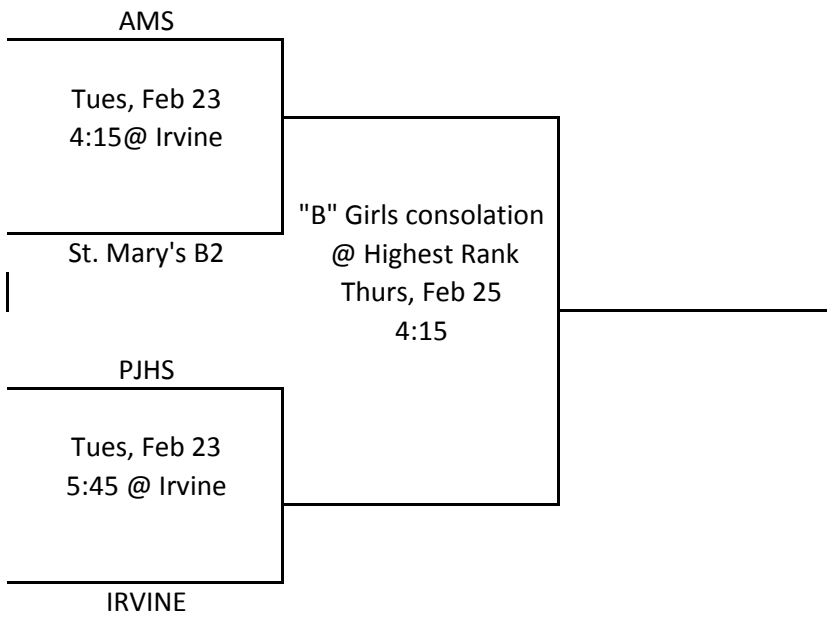 AMS
Tues, Feb 23
4:15@ Irvine
St. Mary's B2
"B" Girls consolation
@ Highest Rank
Thurs, Feb 25
4:15
PJHS
Tues, Feb 23
5:45 @ Irvine
IRVINE